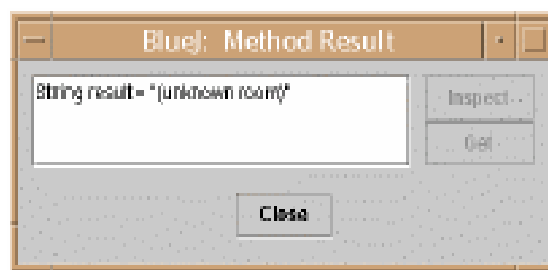 BlueJ: Method Result
String result = "(unknown room)"
Inspect
Get
Close